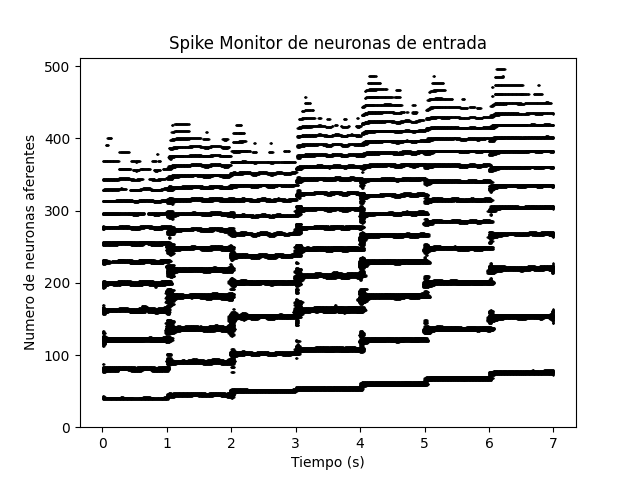 Spike Monitor de neuronas de entrada
500
400
300
200
100
0
Numero de neuronas aferentes
0 1 2 3 4 5 6 7
Tiempo (s)